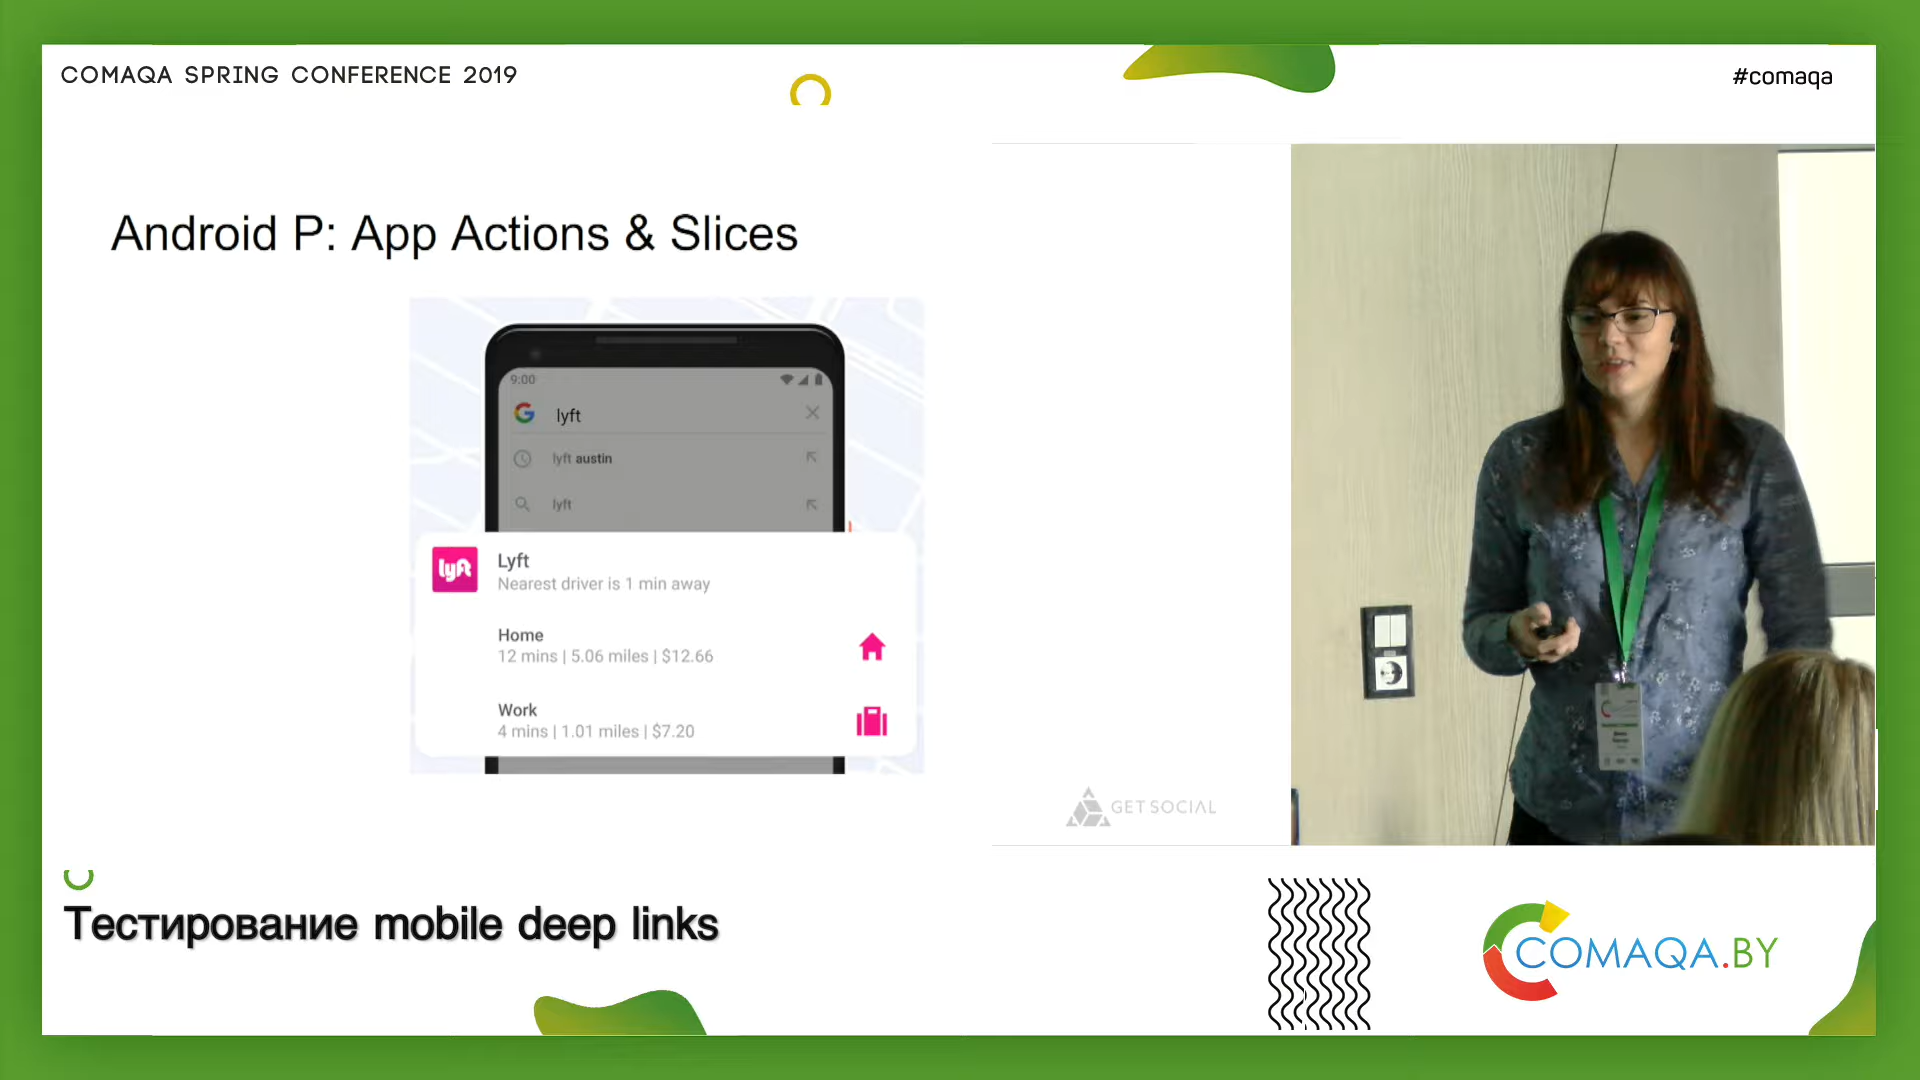 COMAQA SPRING CONFERENCE 2019
#comaqa
Android P: App Actions & Slices
9:00
lyft
lyft austin
lyft
lyft
Lyft
Nearest driver is 1 min away
Home
12 mins | 5.06 miles | $12.66
Work
4 mins | 1.01 miles | $7.20
GET SOCIAL
Тестирование mobile deep links
COMAQA.BY